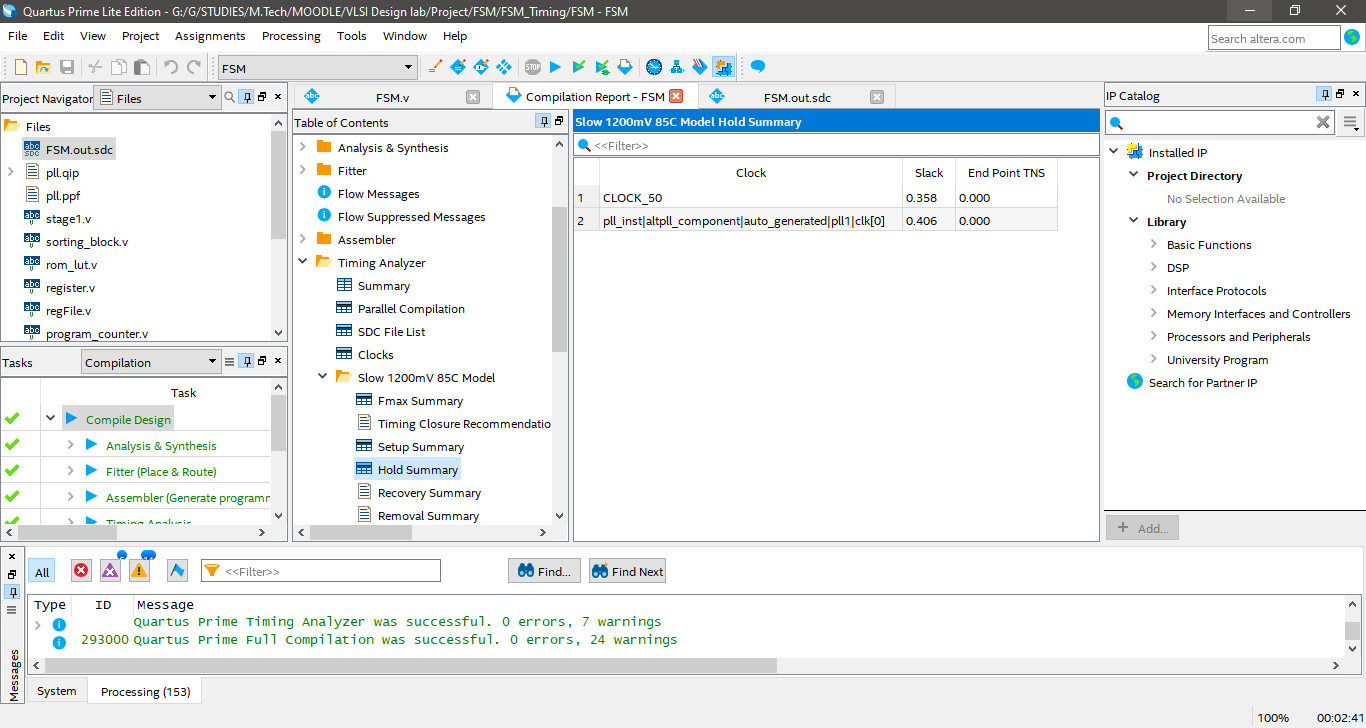 Quartus Prime Lite Edition - G:/G/STUDIES/M.Tech/MOODLE/VLSI Design lab/Project/FSM/FSM_Timing/FSM - FSM
File Edit View Project Assignments Processing Tools Window Help
Search altera.com
FSM
STOP
Project Navigator Files
Files
FSM.out.sdc
pll.qip
pll.ppf
stage1.v
sorting_block.v
rom_lut.v
register.v
regFile.v
program_counter.v
Tasks Compilation
Task
Compile Design
Analysis & Synthesis
Fitter (Place & Route)
Assembler (Generate programm
Timing Analysis
FSM.v Compilation Report - FSM FSM.out.sdc
Table of Contents
Analysis & Synthesis
Fitter
Flow Messages
Flow Suppressed Messages
Assembler
Timing Analyzer
Summary
Parallel Compilation
SDC File List
Clocks
Slow 1200mV 85C Model
Fmax Summary
Timing Closure Recommendatio
Setup Summary
Hold Summary
Recovery Summary
Removal Summary
Slow 1200mV 85C Model Hold Summary
<<Filter>>
Clock Slack End Point TNS
1 CLOCK_50 0.358 0.000
2 pll_inst|altpll_component|auto_generated|pll1|clk[0] 0.406 0.000
IP Catalog
Installed IP
Project Directory
No Selection Available
Library
Basic Functions
DSP
Interface Protocols
Memory Interfaces and Controllers
Processors and Peripherals
University Program
Search for Partner IP
+ Add...
All <<Filter>> Find... Find Next
Type ID Message
Quartus Prime Timing Analyzer was successful. 0 errors, 7 warnings
293000 Quartus Prime Full Compilation was successful. 0 errors, 24 warnings
Messages
System Processing (153)
100% 00:02:41